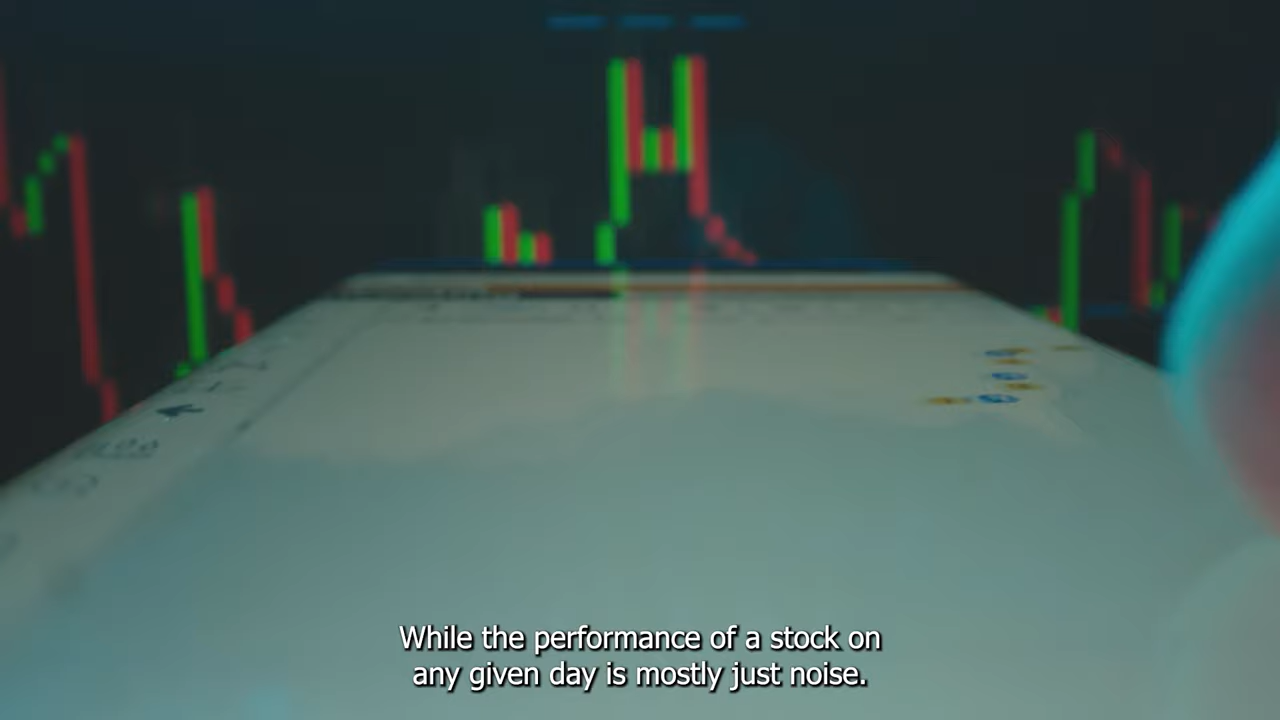 While the performance of a stock on
any given day is mostly just noise.